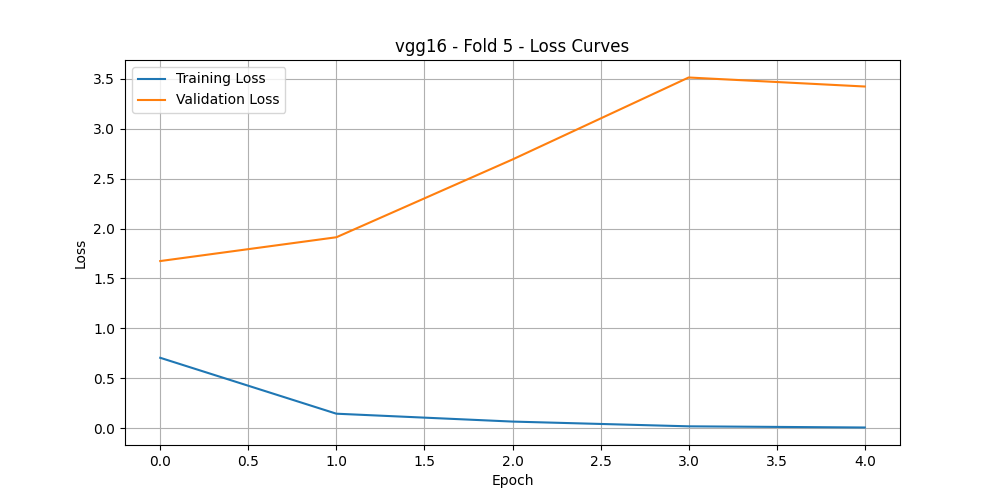 vgg16 - Fold 5 - Loss Curves
Training Loss
Validation Loss
3.5
3.0
2.5
2.0
1.5
1.0
0.5
0.0
Loss
0.0 0.5 1.0 1.5 2.0 2.5 3.0 3.5 4.0
Epoch